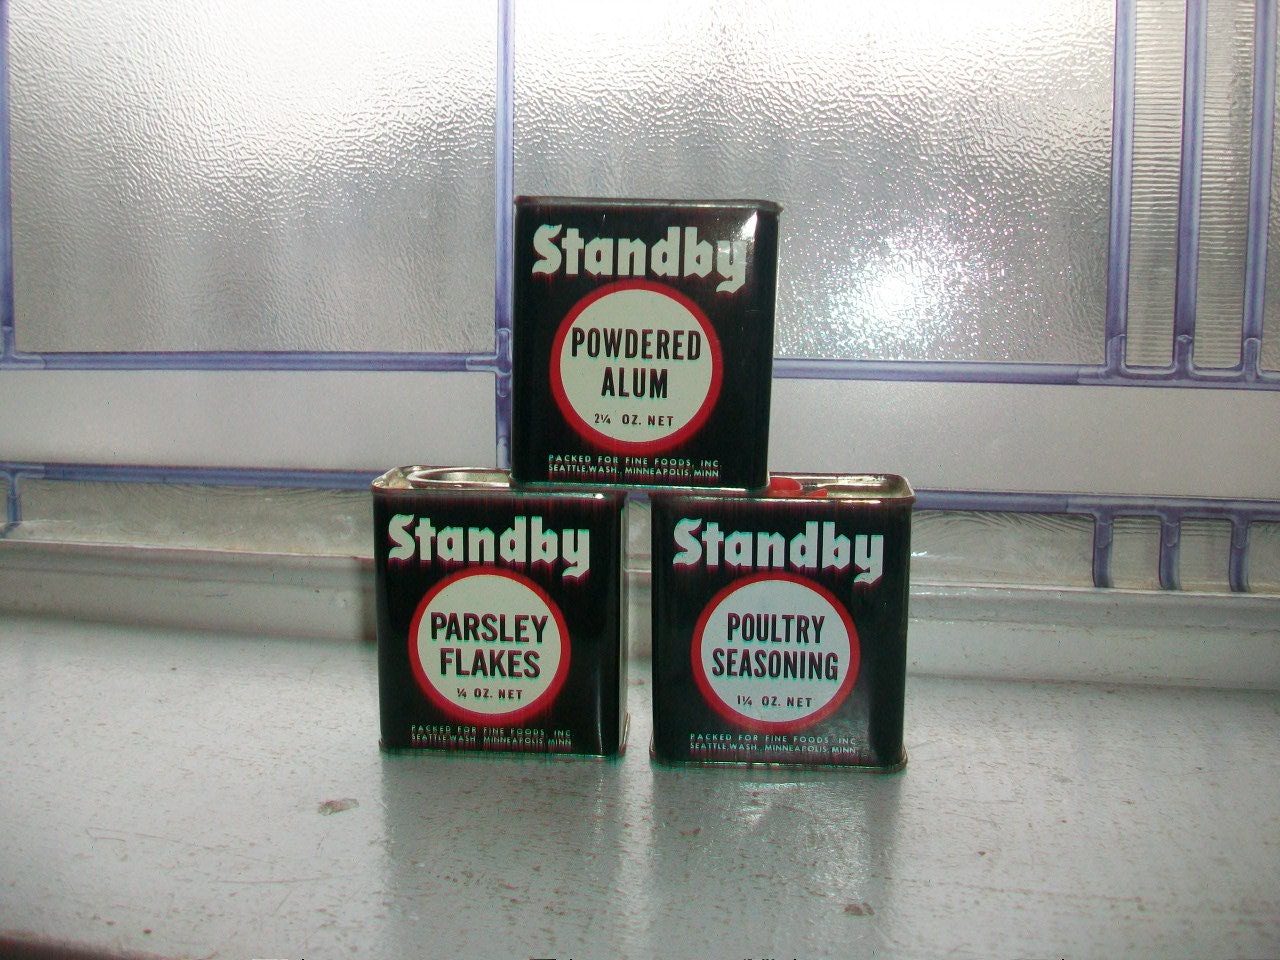 Standby
POWDERED
ALUM
2¼ OZ. NET
PACKED FOR FINE FOODS, INC
SEATTLE, WASH., MINNEAPOLIS, MINN
Standby
PARSLEY
FLAKES
¼ OZ. NET
PACKED FOR FINE FOODS, INC
SEATTLE, WASH., MINNEAPOLIS, MINN
Standby
POULTRY
SEASONING
1¼ OZ. NET
PACKED FOR FINE FOODS, INC
SEATTLE, WASH., MINNEAPOLIS, MINN